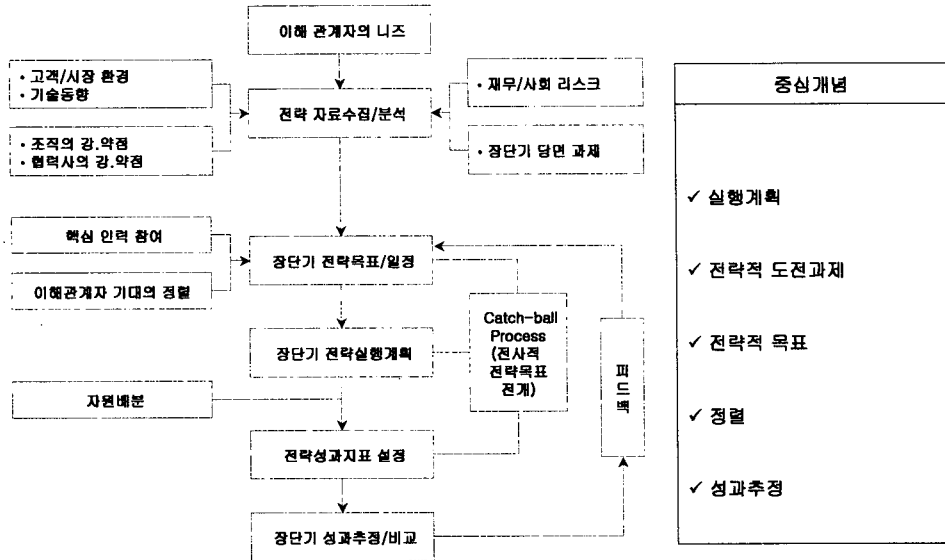 이해 관계자의 니즈
• 고객/시장 환경
• 기술동향
• 조직의 강.약점
• 협력사의 강.약점
전략 자료수집/분석
• 재무/사회 리스크
• 장단기 당면 과제
핵심 인력 참여
이해관계자 기대의 정렬
장단기 전략목표/일정
장단기 전략실행계획
Catch-ball
Process
(전사적
전략목표
전개)
피드백
자원배분
전략성과지표 설정
장단기 성과추정/비교
중심개념
✓ 실행계획
✓ 전략적 도전과제
✓ 전략적 목표
✓ 정렬
✓ 성과추정